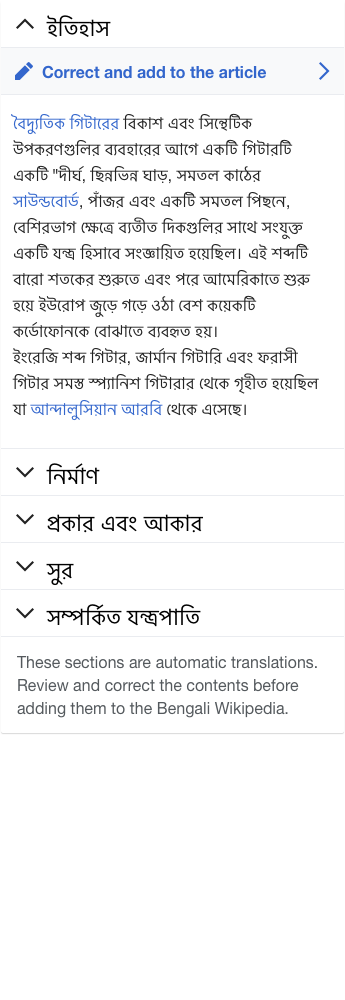 ইতিহাস
Correct and add to the article
বৈদ্যুতিক গিটারের বিকাশ এবং সিন্থেটিক
উপকরণগুলির ব্যবহারের আগে একটি গিটারটি
একটি "দীর্ঘ, ছিন্নভিন্ন ঘাড়, সমতল কাঠের
সাউন্ডবোর্ড, পাঁজর এবং একটি সমতল পিছনে,
বেশিরভাগ ক্ষেত্রে ব্যতীত দিকগুলির সাথে সংযুক্ত
একটি যন্ত্র হিসাবে সংজ্ঞায়িত হয়েছিল। এই শব্দটি
বারো শতকের শুরুতে এবং পরে আমেরিকাতে শুরু
হয়ে ইউরোপ জুড়ে গড়ে ওঠা বেশ কয়েকটি
কর্ডোফোনকে বোঝাতে ব্যবহৃত হয়।
ইংরেজি শব্দ গিটার, জার্মান গিটারি এবং ফরাসী
গিটার সমস্ত স্প্যানিশ গিটারার থেকে গৃহীত হয়েছিল
যা আন্দালুসিয়ান আরবি থেকে এসেছে।
নির্মাণ
প্রকার এবং আকার
সুর
সম্পর্কিত যন্ত্রপাতি
These sections are automatic translations.
Review and correct the contents before
adding them to the Bengali Wikipedia.